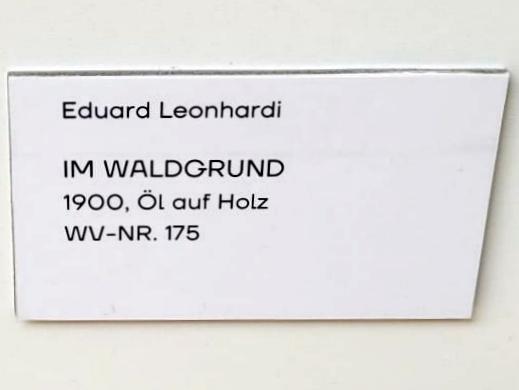 Eduard Leonhardi
IM WALDGRUND
1900, Öl auf Holz
WV-NR. 175